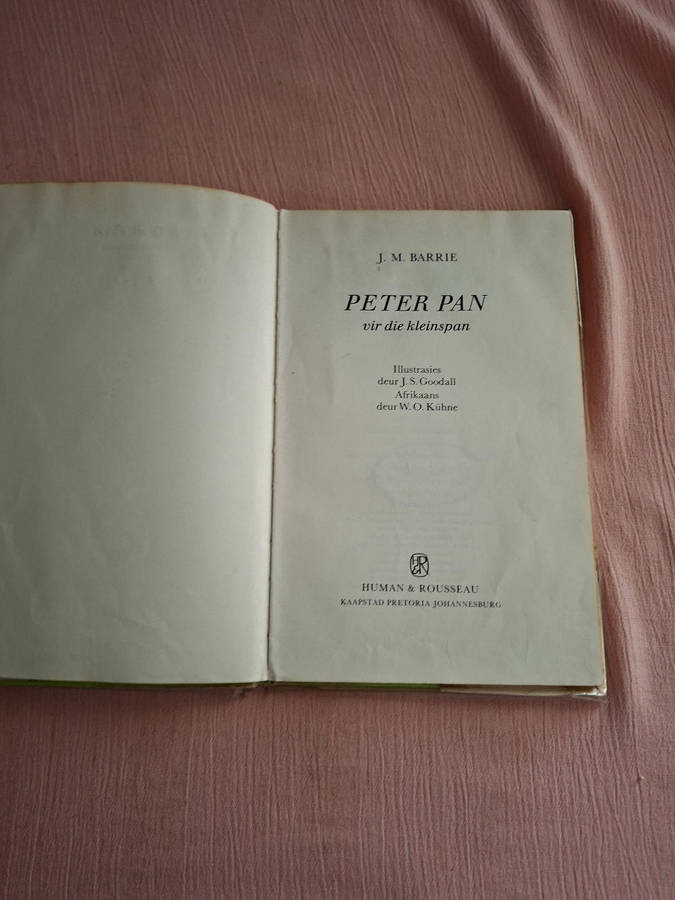 J. M. BARRIE
PETER PAN
vir die kleinspan
Illustrasies
deur J. S. Goodall
Afrikaans
deur W. O. Kühne
HUMAN & ROUSSEAU
KAAPSTAD PRETORIA JOHANNESBURG